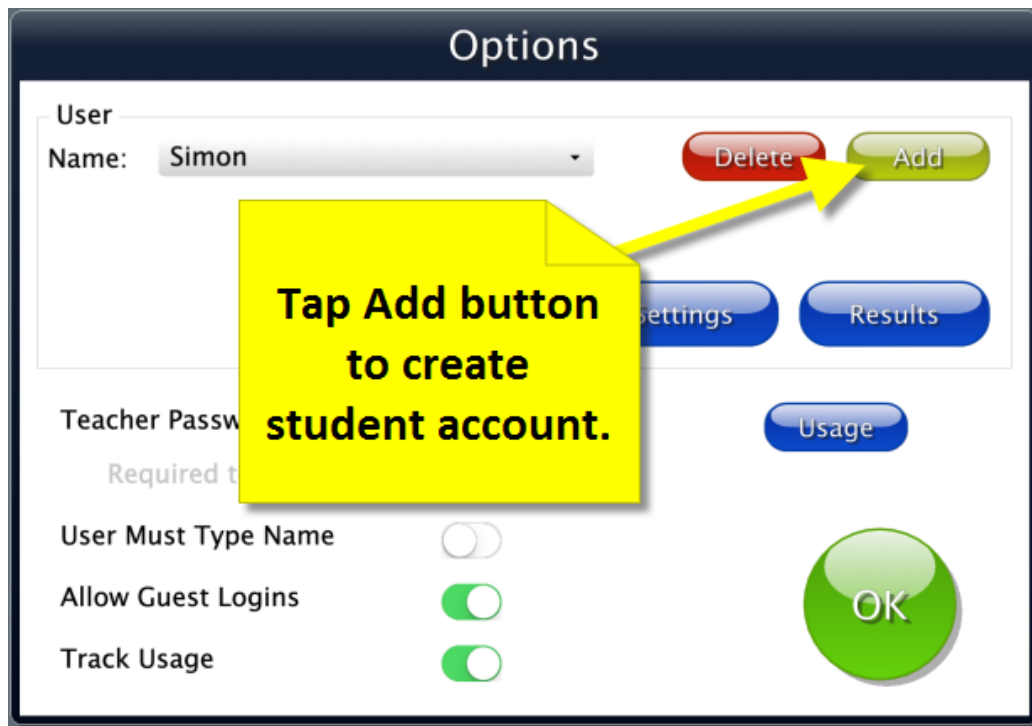 Options
User
Name: Simon
Delete
Add
Tap Add button
to create
student account.
Settings
Results
Teacher
Usage
Required
User Must Type Name
Allow Guest Logins
OK
Track Usage